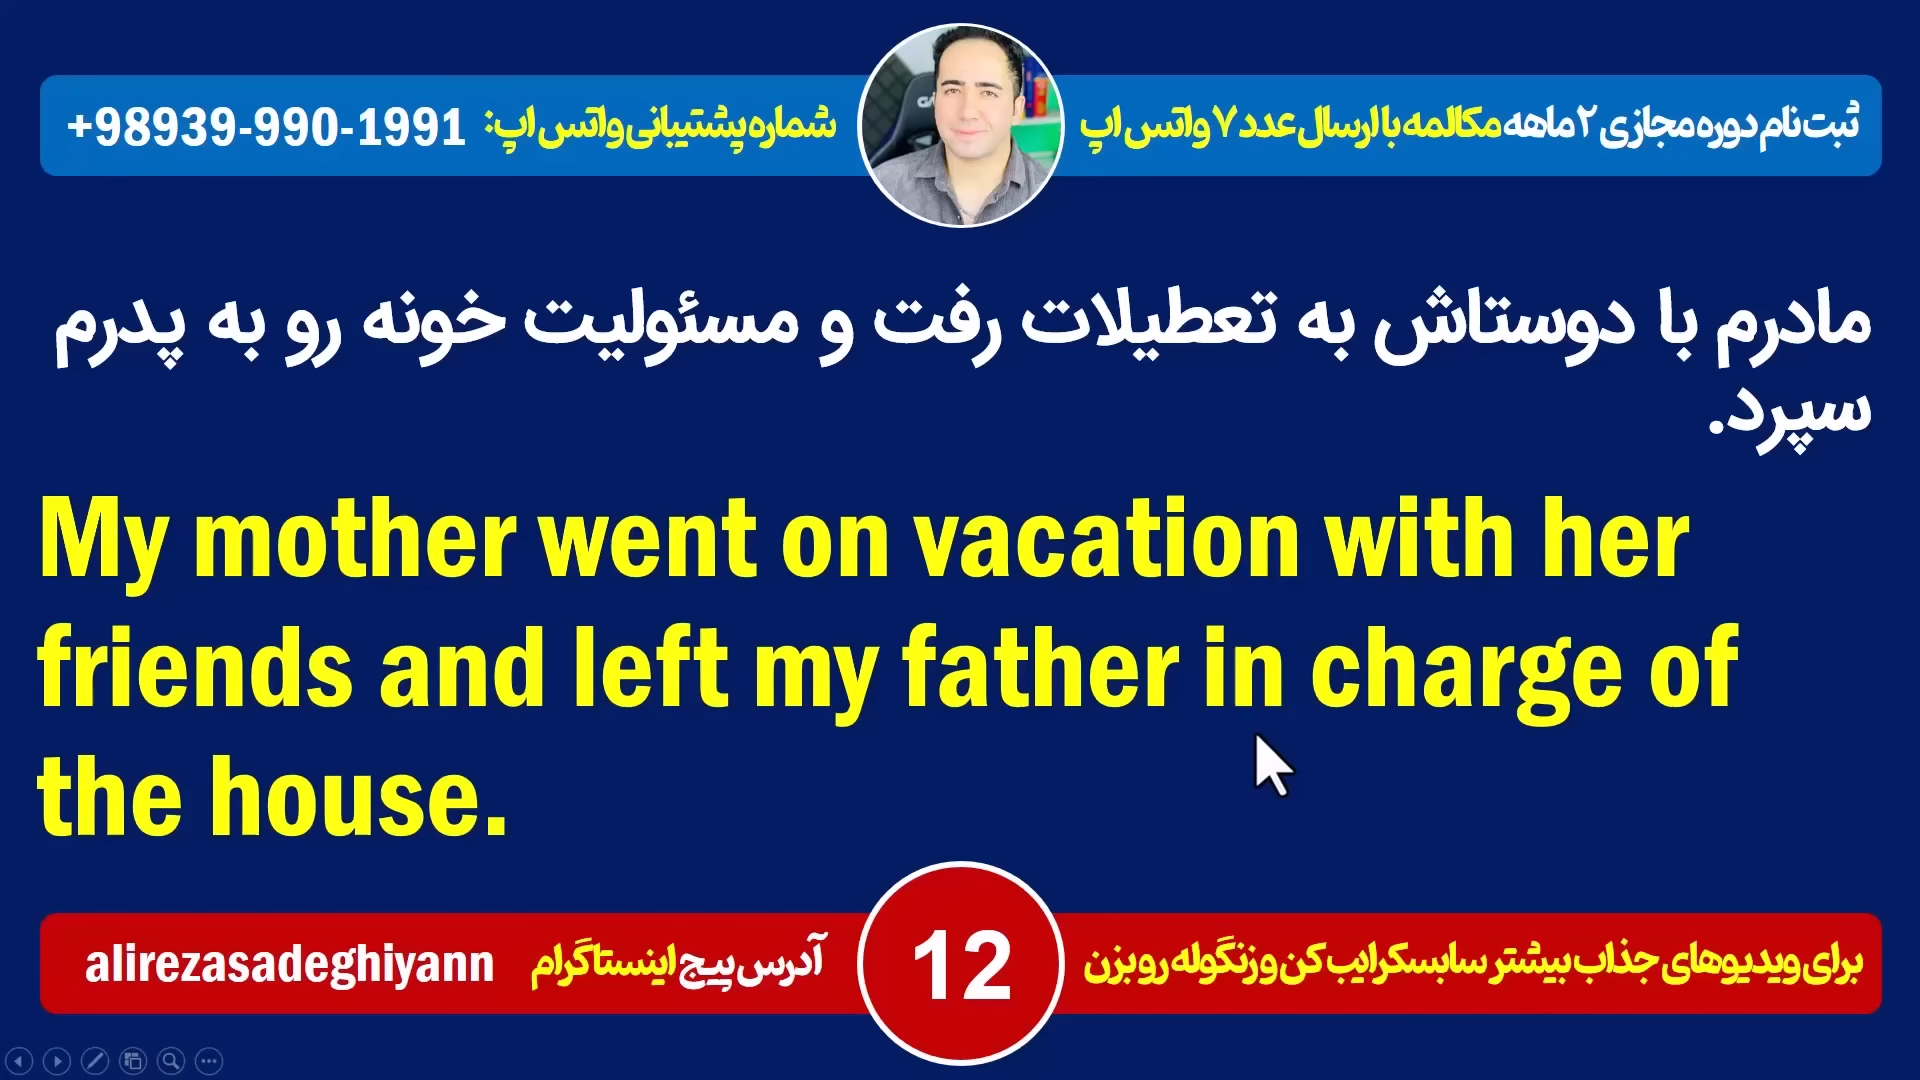 ثبت نام دوره مجازی ۲ ماهه مکالمه با ارسال عدد ۷ واتس اپ
شماره پشتیبانی واتس اپ: +98939-990-1991
مادرم با دوستاش به تعطیلات رفت و مسئولیت خونه رو به پدرم
سپرد.
My mother went on vacation with her
friends and left my father in charge of
the house.
برای ویدیوهای جذاب بیشتر سابسکرایب کن و زنگوله رو بزن
12
آدرس پیج اینستاگرام alirezasadeghiyann